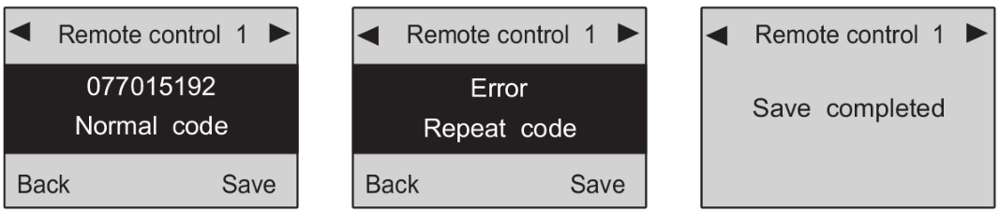 ◀ Remote control 1 ▶
077015192
Normal code
Back Save
◀ Remote control 1 ▶
Error
Repeat code
Back Save
◀ Remote control 1 ▶
Save completed